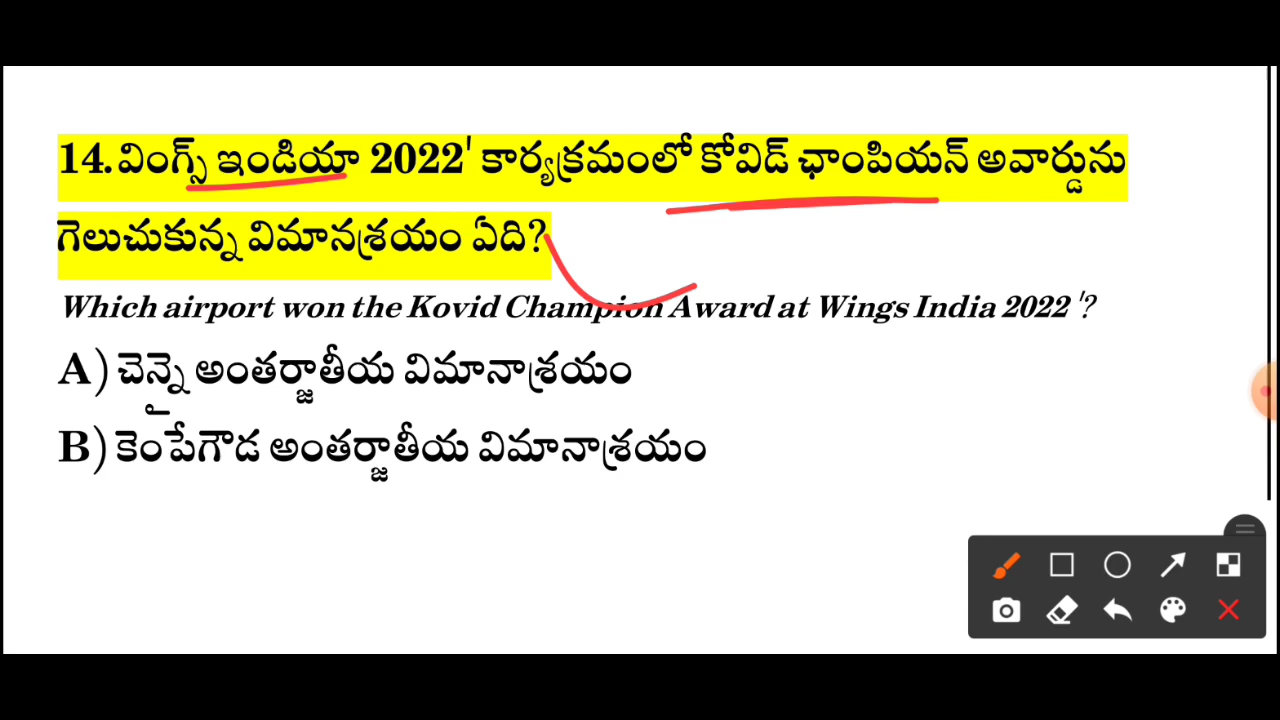 14.వింగ్స్ ఇండియా 2022' కార్యక్రమంలో కోవిడ్ ఛాంపియన్ అవార్డును
గెలుచుకున్న విమానశ్రయం ఏది?
Which airport won the Kovid Champion Award at Wings India 2022 '?
A) చెన్నై అంతర్జాతీయ విమానాశ్రయం
B) కెంపేగౌడ అంతర్జాతీయ విమానాశ్రయం